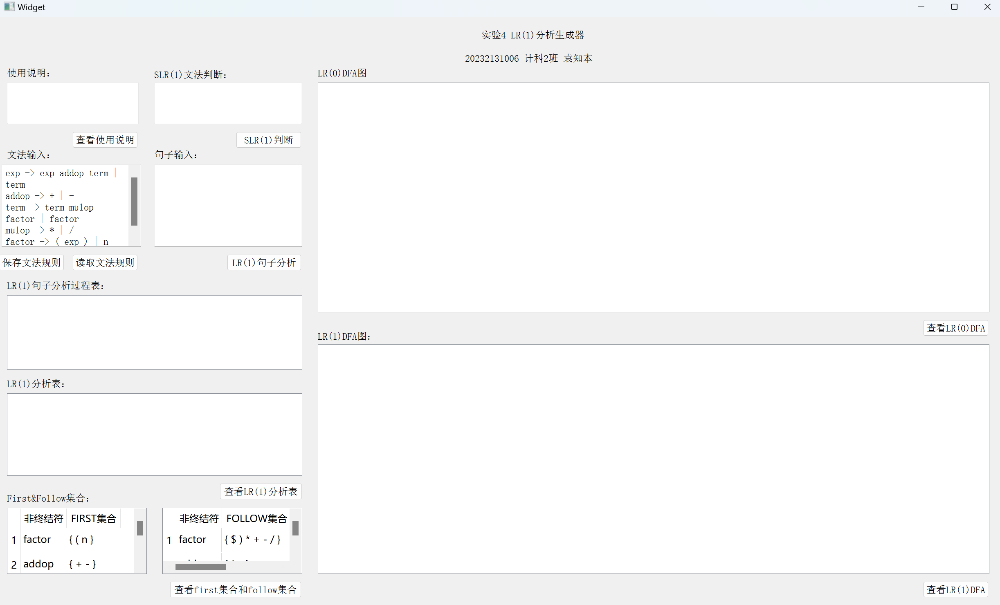 Widget
实验4 LR(1)分析生成器
20232131006 计科2班 袁知本
使用说明:
SLR(1)文法判断:
LR(0)DFA图
查看使用说明
SLR(1)判断
文法输入:
句子输入:
exp -> exp addop term |
term
addop -> + | -
term -> term mulop
factor | factor
mulop -> * | /
factor -> ( exp ) | n
保存文法规则
读取文法规则
LR(1)句子分析
LR(1)句子分析过程表:
查看LR(0)DFA
LR(1)DFA图:
LR(1)分析表:
查看LR(1)分析表
First&Follow集合:
非终结符 FIRST集合
1 factor { ( n }
2 addop { + - }
非终结符 FOLLOW集合
1 factor { $ ) * + - / }
查看first集合和follow集合
查看LR(1)DFA